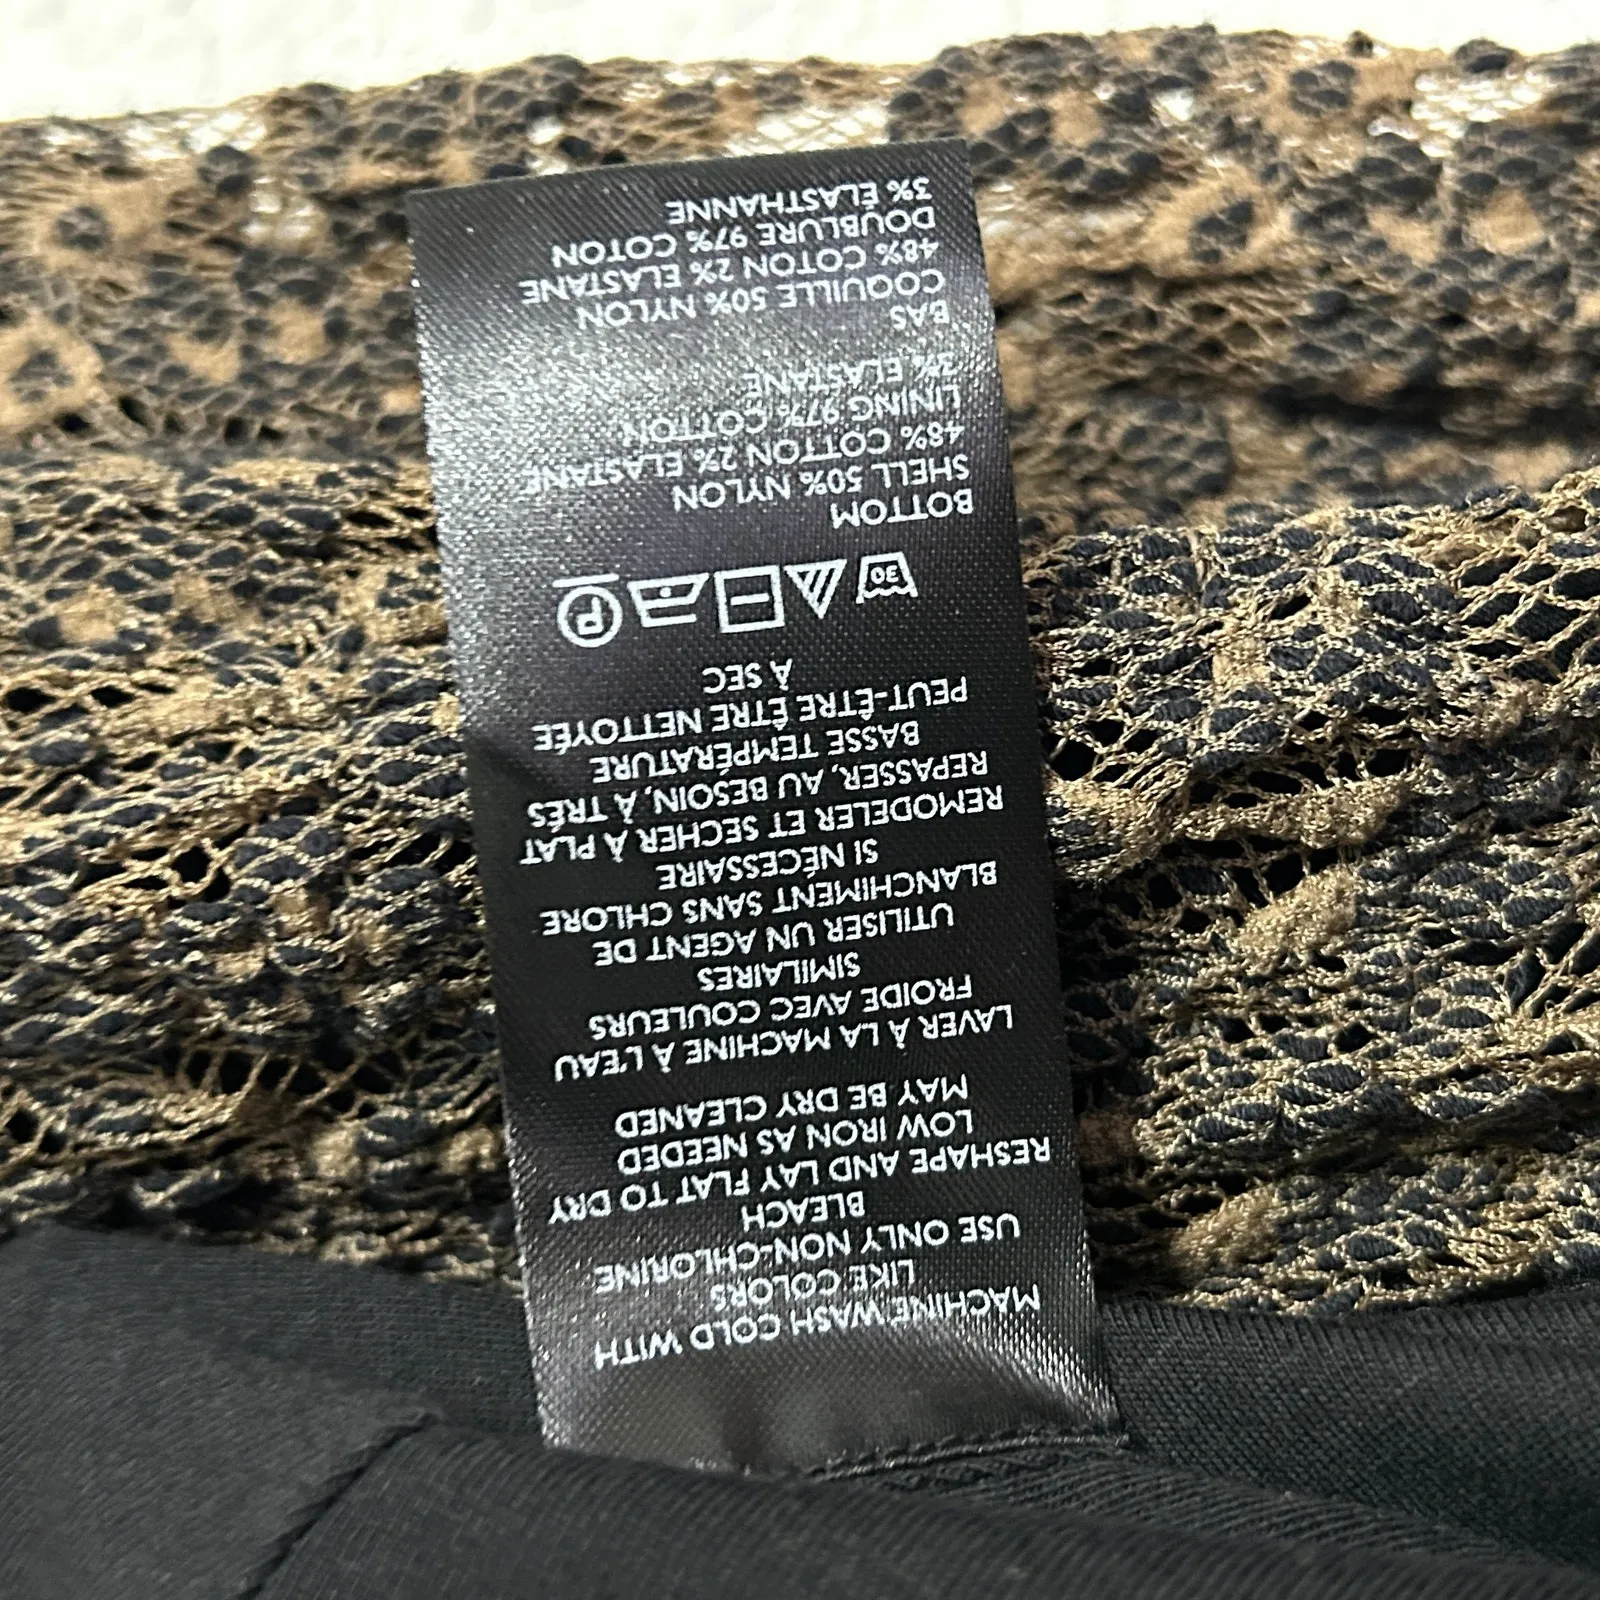 MACHINE WASH COLD WITH
LIKE COLORS
USE ONLY NON-CHLORINE
BLEACH
RESHAPE AND LAY FLAT TO DRY
LOW IRON AS NEEDED
MAY BE DRY CLEANED
LAVER À LA MACHINE À L'EAU
FROIDE AVEC COULEURS
SIMILAIRES
UTILISER UN AGENT DE
BLANCHIMENT SANS CHLORE
SI NÉCESSAIRE
REMODELER ET SECHER À PLAT
REPASSER, AU BESOIN, À TRÉS
BASSE TEMPÉRATURE
PEUT-ÊTRE ÊTRE NETTOYÉE
À SEC
30 P
BOTTOM
SHELL 50% NYLON
48% COTTON 2% ELASTANE
LINING 97% COTTON
3% ELASTANE
BAS
COQUILLE 50% NYLON
48% COTON 2% ÉLASTANE
DOUBLURE 97% COTON
3% ÉLASTHANNE